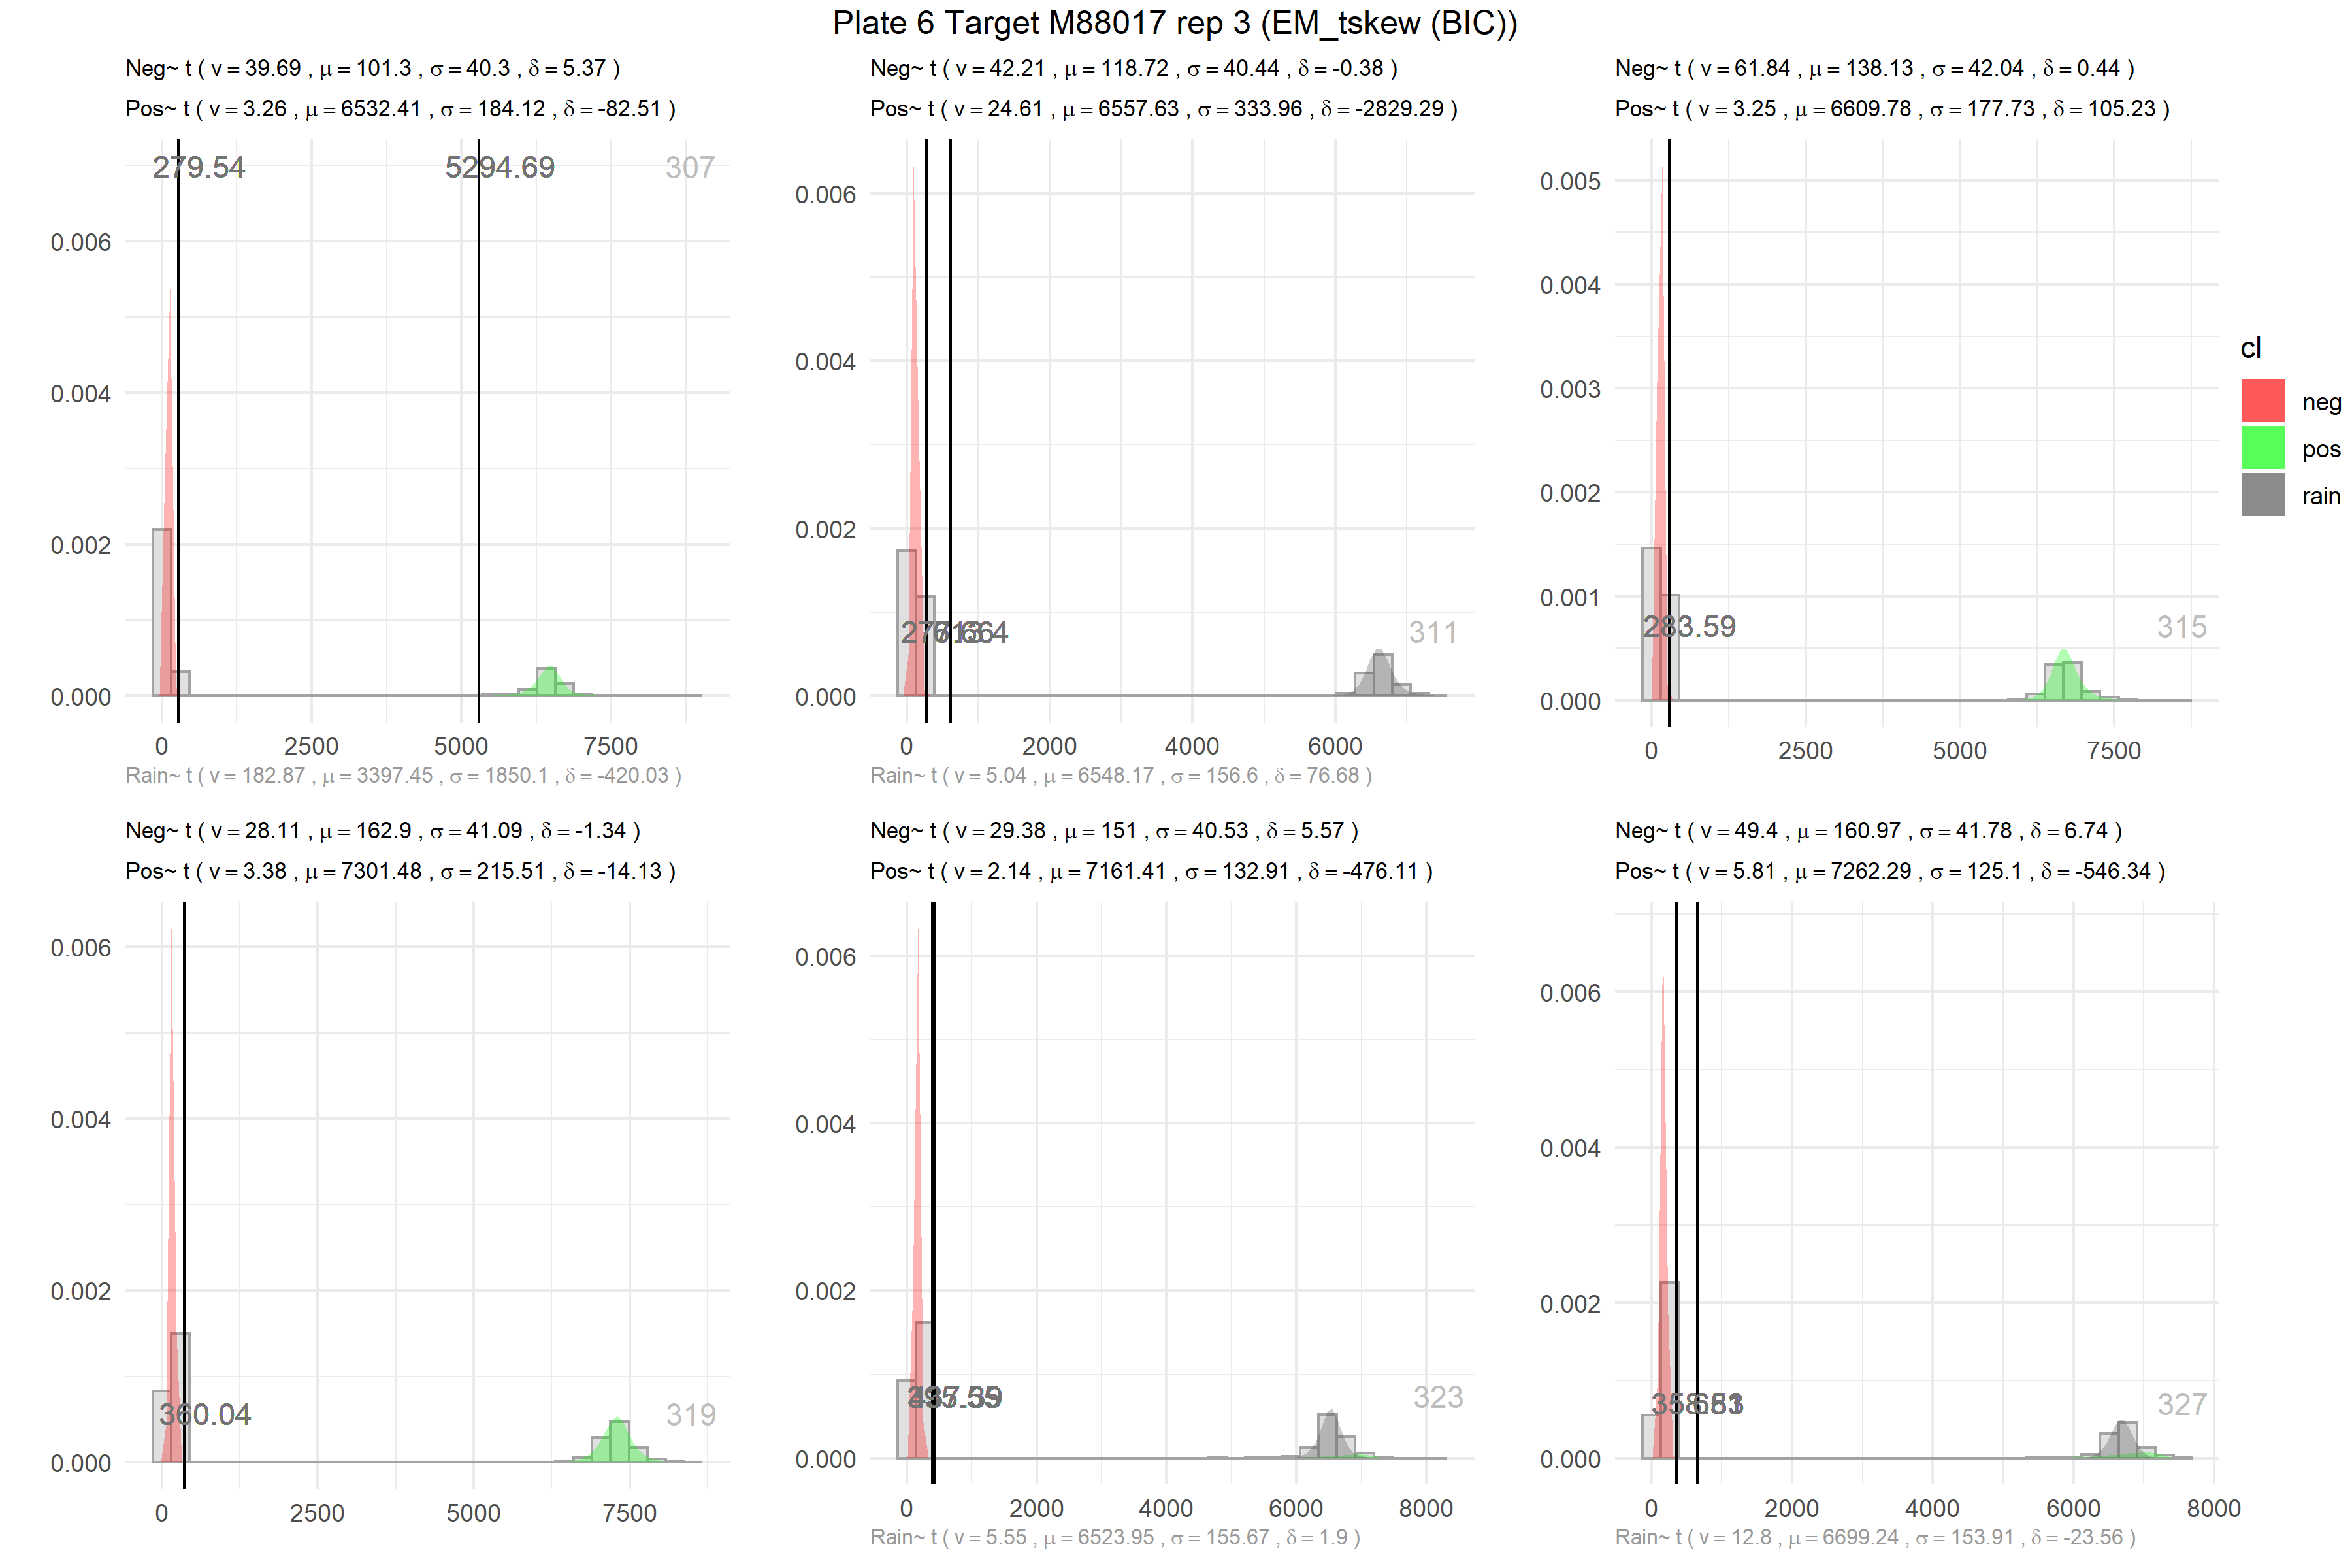 Plate 6 Target M88017 rep 3 (EM_tskew (BIC))
Neg~ t ( v = 39.69 , μ = 101.3 , σ = 40.3 , δ = 5.37 )
Pos~ t ( v = 3.26 , μ = 6532.41 , σ = 184.12 , δ = -82.51 )
279.54 5294.69 307
0.006
0.004
0.002
0.000
0 2500 5000 7500
Rain~ t ( v = 182.87 , μ = 3397.45 , σ = 1850.1 , δ = -420.03 )
Neg~ t ( v = 42.21 , μ = 118.72 , σ = 40.44 , δ = -0.38 )
Pos~ t ( v = 24.61 , μ = 6557.63 , σ = 333.96 , δ = -2829.29 )
0.006
0.004
0.002
311
0.000
0 2000 4000 6000
Rain~ t ( v = 5.04 , μ = 6548.17 , σ = 156.6 , δ = 76.68 )
Neg~ t ( v = 61.84 , μ = 138.13 , σ = 42.04 , δ = 0.44 )
Pos~ t ( v = 3.25 , μ = 6609.78 , σ = 177.73 , δ = 105.23 )
0.005
0.004
0.003
0.002
0.001
283.59 315
0.000
0 2500 5000 7500
cl
neg
pos
rain
Neg~ t ( v = 28.11 , μ = 162.9 , σ = 41.09 , δ = -1.34 )
Pos~ t ( v = 3.38 , μ = 7301.48 , σ = 215.51 , δ = -14.13 )
0.006
0.004
0.002
360.04 319
0.000
0 2500 5000 7500
Neg~ t ( v = 29.38 , μ = 151 , σ = 40.53 , δ = 5.57 )
Pos~ t ( v = 2.14 , μ = 7161.41 , σ = 132.91 , δ = -476.11 )
0.006
0.004
0.002
323
0.000
0 2000 4000 6000 8000
Rain~ t ( v = 5.55 , μ = 6523.95 , σ = 155.67 , δ = 1.9 )
Neg~ t ( v = 49.4 , μ = 160.97 , σ = 41.78 , δ = 6.74 )
Pos~ t ( v = 5.81 , μ = 7262.29 , σ = 125.1 , δ = -546.34 )
0.006
0.004
0.002
327
0.000
0 2000 4000 6000 8000
Rain~ t ( v = 12.8 , μ = 6699.24 , σ = 153.91 , δ = -23.56 )